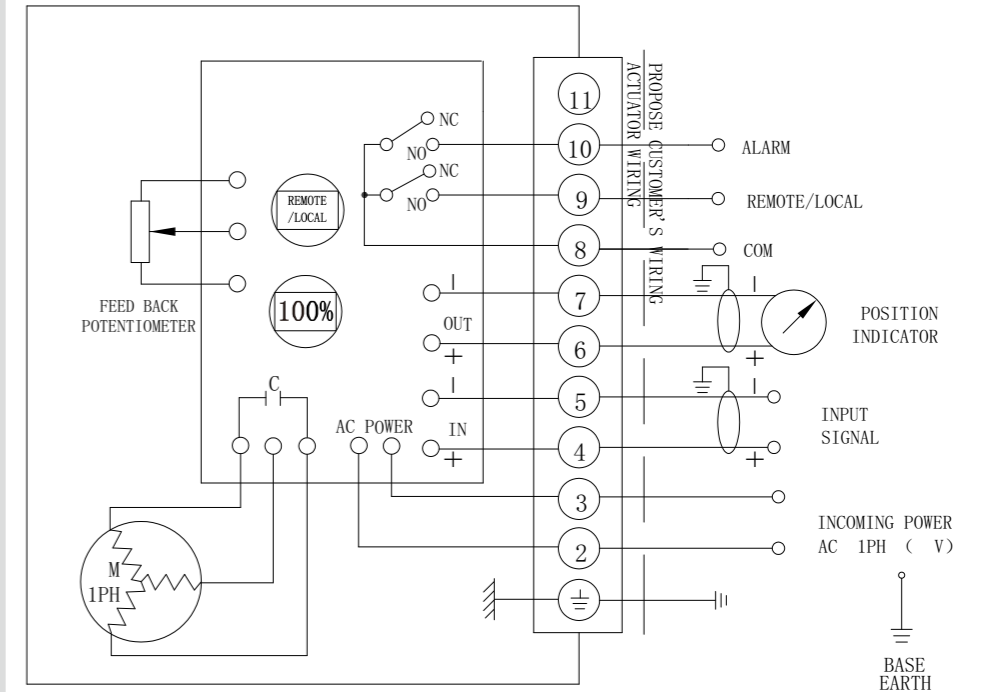 11
PROPOSE CUSTOMER'S WIRING
ACTUATOR WIRING
NC
NO
10
ALARM
NC
NO
9
REMOTE/LOCAL
REMOTE
/LOCAL
8
COM
FEED BACK
POTENTIOMETER
100%
—
7
—
POSITION
INDICATOR
OUT
+
6
+
—
5
—
INPUT
SIGNAL
C
AC POWER
IN
+
4
+
3
INCOMING POWER
AC 1PH ( V)
2
M
1PH
BASE
EARTH